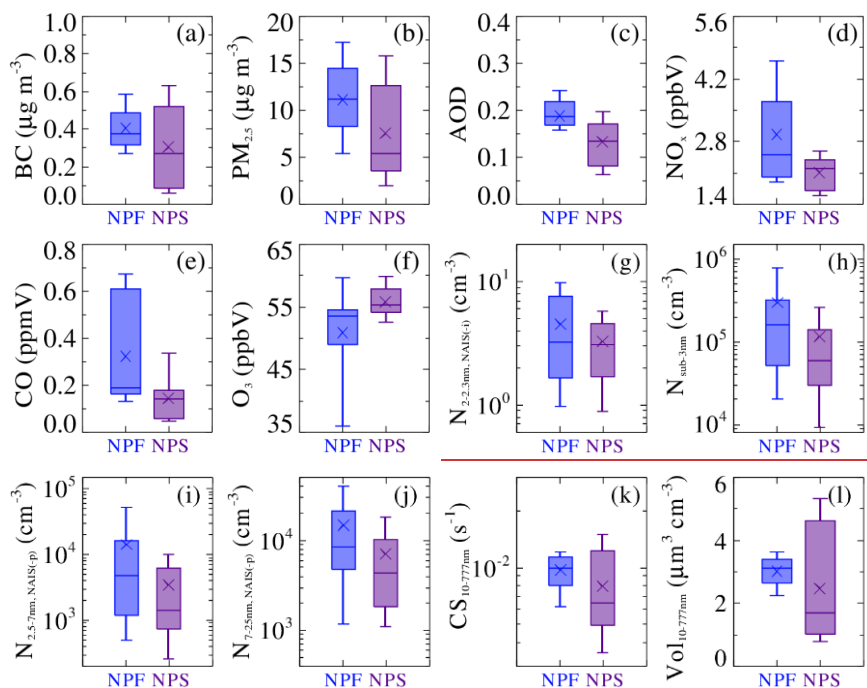 (a)
BC (μg m⁻³)
1.0
0.8
0.6
0.4
0.2
0.0
NPF NPS
(b)
PM₂.₅ (μg m⁻³)
20
15
10
5
0
NPF NPS
(c)
AOD
0.4
0.3
0.2
0.1
0.0
NPF NPS
(d)
NOₓ (ppbV)
5.6
4.2
2.8
1.4
NPF NPS
(e)
CO (ppmV)
0.8
0.6
0.4
0.2
0.0
NPF NPS
(f)
O₃ (ppbV)
65
55
45
35
NPF NPS
(g)
N2-2.3nm, NAIS(-i) (cm⁻³)
10¹
10⁰
NPF NPS
(h)
Nsub-3nm (cm⁻³)
10⁶
10⁵
10⁴
NPF NPS
(i)
N2.5-7nm, NAIS(-p) (cm⁻³)
10⁵
10⁴
10³
NPF NPS
(j)
N7-25nm, NAIS(-p) (cm⁻³)
10⁴
10³
NPF NPS
(k)
CS10-777nm (s⁻¹)
10⁻²
NPF NPS
(l)
Vol10-777nm (μm³ cm⁻³)
6
4
2
0
NPF NPS